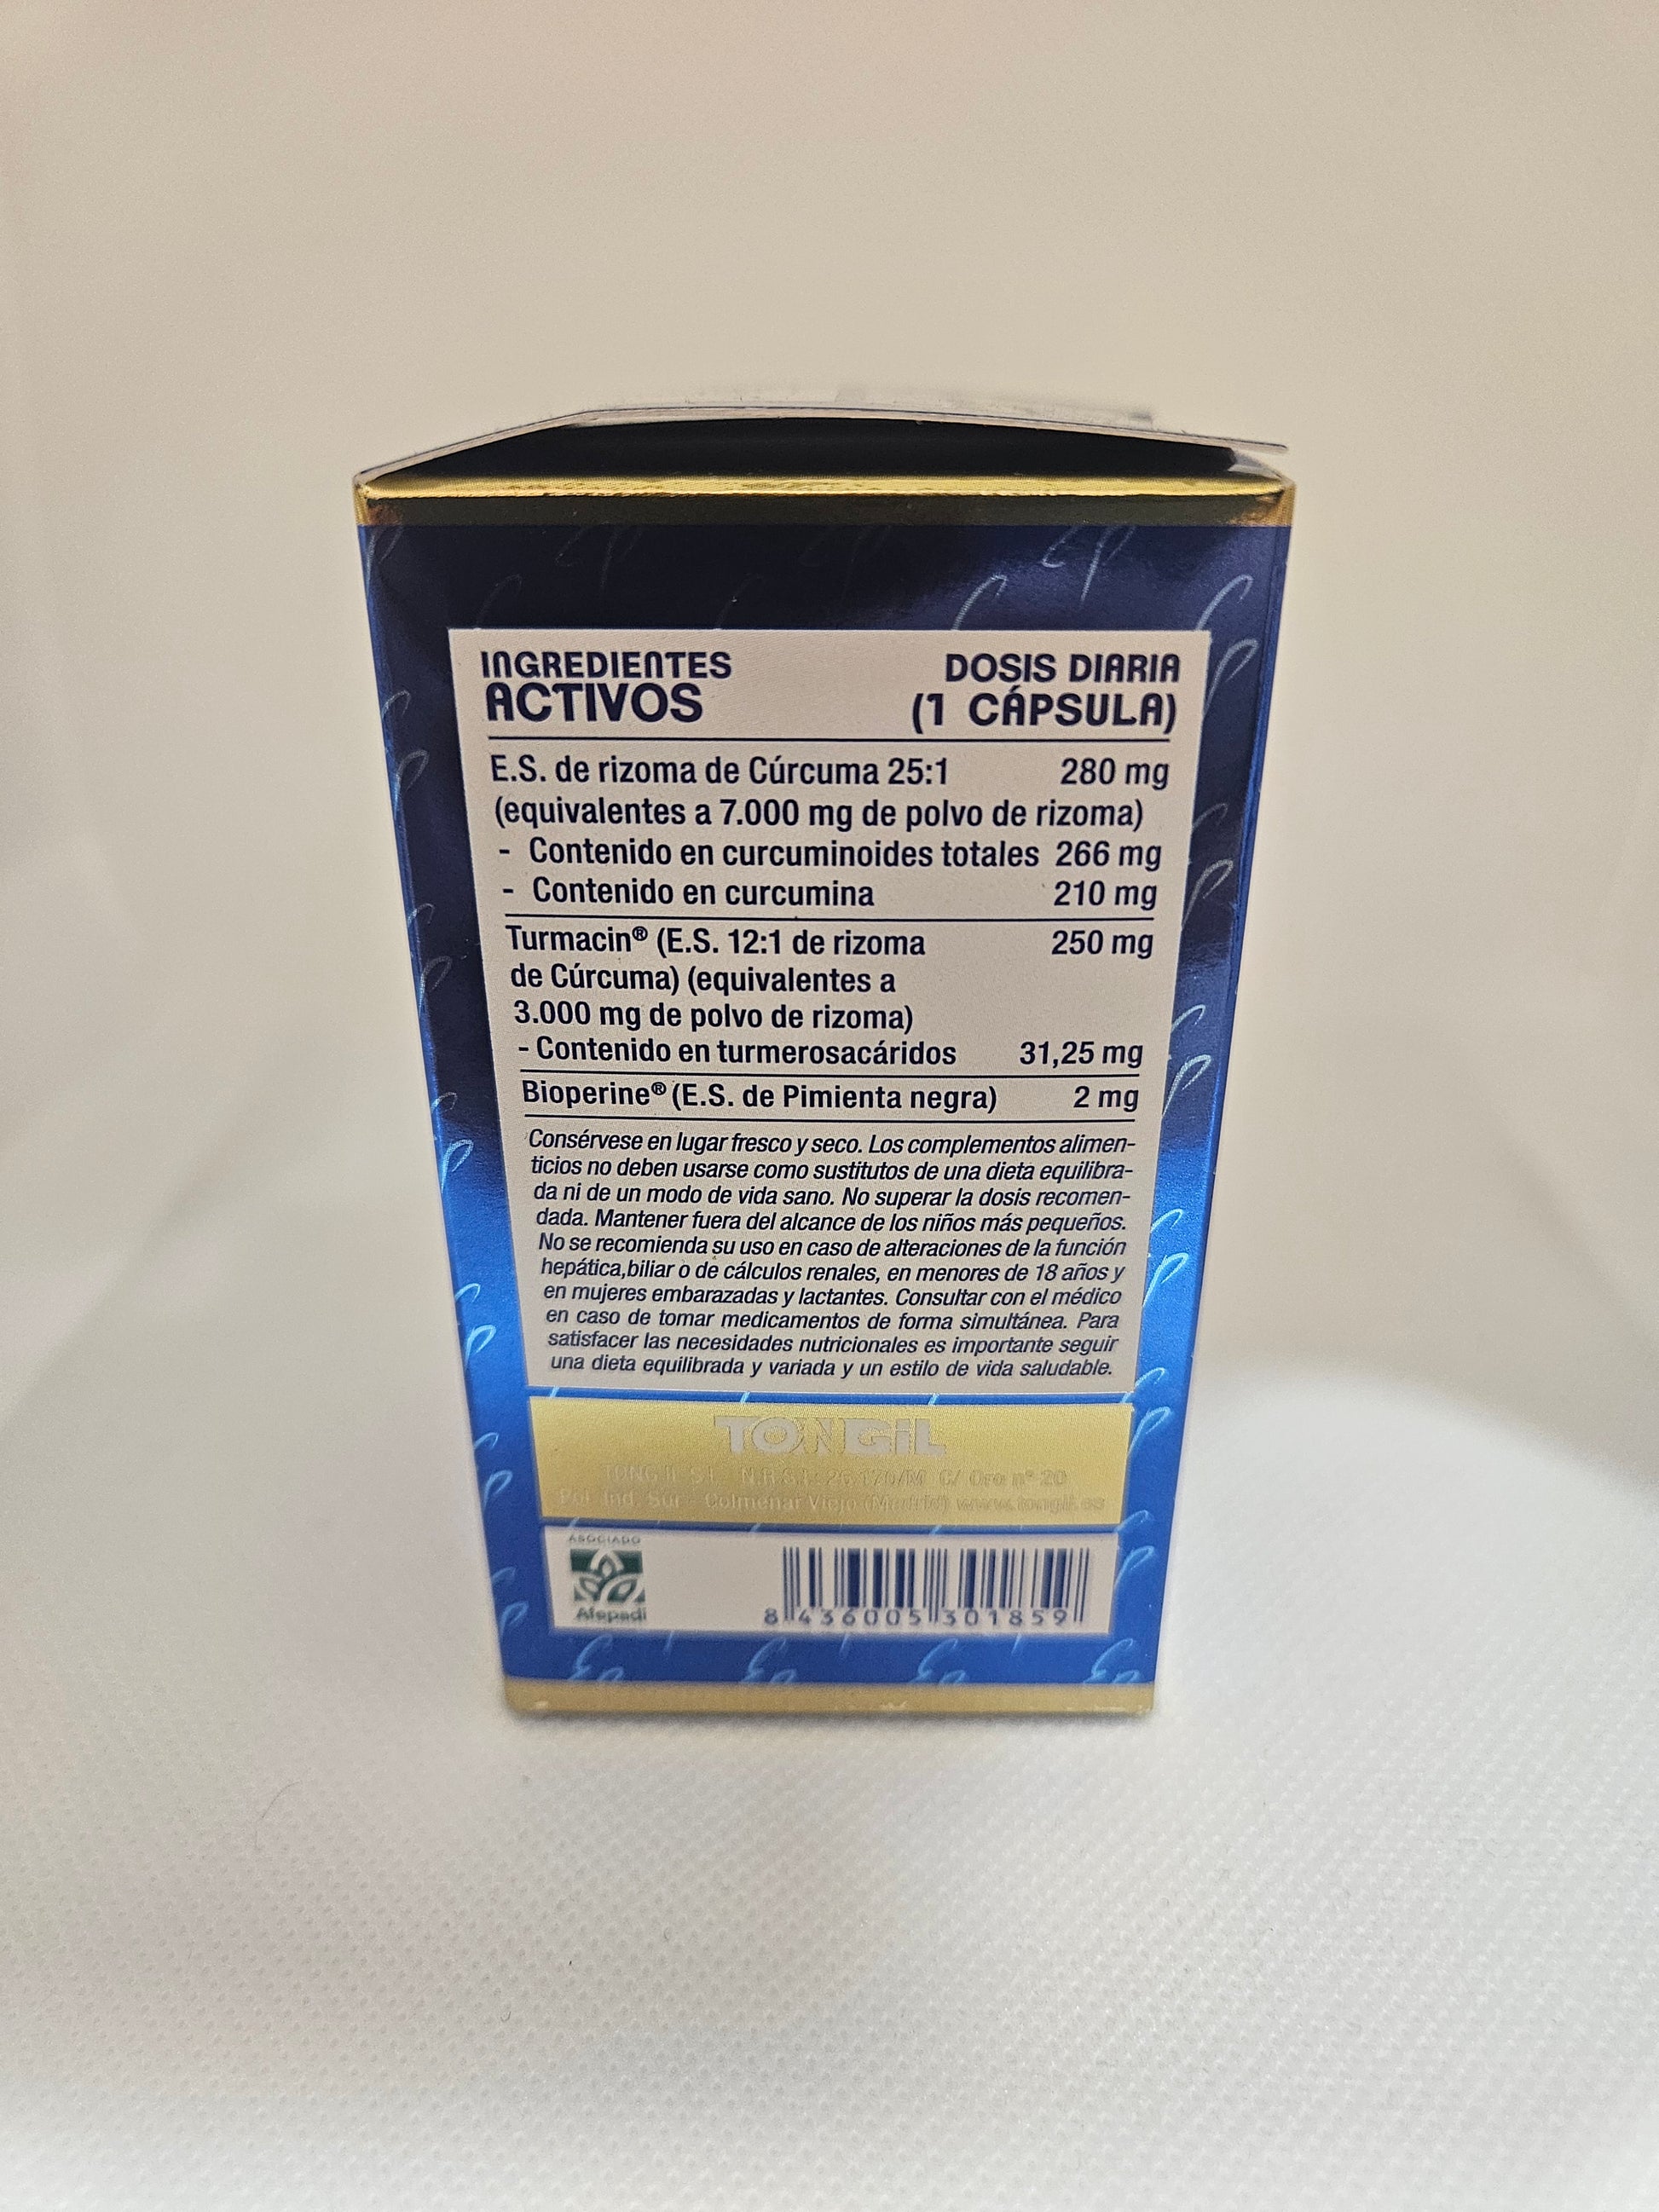 INGREDIENTES DOSIS DIARIA
ACTIVOS (1 CÁPSULA)
E.S. de rizoma de Cúrcuma 25:1 280 mg
(equivalentes a 7.000 mg de polvo de rizoma)
- Contenido en curcuminoides totales 266 mg
- Contenido en curcumina 210 mg
Turmacin® (E.S. 12:1 de rizoma 250 mg
de Cúrcuma) (equivalentes a
3.000 mg de polvo de rizoma)
- Contenido en turmerosacáridos 31,25 mg
Bioperine® (E.S. de Pimienta negra) 2 mg
Consérvese en lugar fresco y seco. Los complementos alimen-
ticios no deben usarse como sustitutos de una dieta equilibra-
da ni de un modo de vida sano. No superar la dosis recomen-
dada. Mantener fuera del alcance de los niños más pequeños.
No se recomienda su uso en caso de alteraciones de la función
hepática,biliar o de cálculos renales, en menores de 18 años y
en mujeres embarazadas y lactantes. Consultar con el médico
en caso de tomar medicamentos de forma simultánea. Para
satisfacer las necesidades nutricionales es importante seguir
una dieta equilibrada y variada y un estilo de vida saludable.
TONGIL
TONG IL S.L. - N.R.S.I.: 26.170/M C/ Oro nº 20
Pol. Ind. Sur - Colmenar Viejo (Madrid) www.tongil.es
ASOCIADO
Afepadi
8 436005 301859